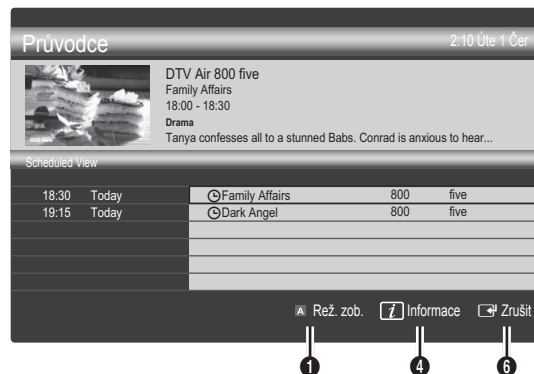 Průvodce 2:10 Úte 1 Čer
DTV Air 800 five
Family Affairs
18:00 - 18:30
Drama
Tanya confesses all to a stunned Babs. Conrad is anxious to hear...
800 five
Scheduled View
18:30 Today Family Affairs 800 five
19:15 Today Dark Angel 800 five
A Rež. zob. i Informace Zrušit
1 4 6